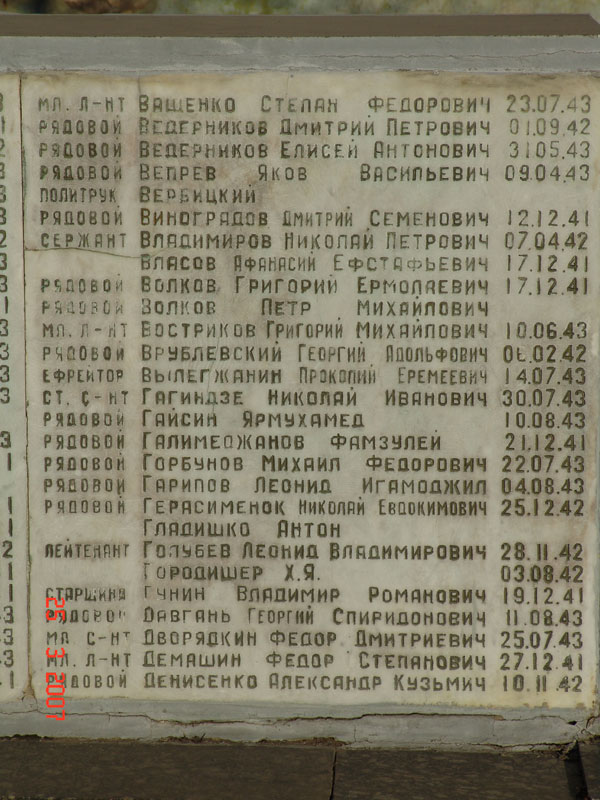 МЛ. Л-НТ ВАЩЕНКО СТЕПАН ФЕДОРОВИЧ 23.07.43
РЯДОВОЙ ВЕДЕРНИКОВ ДМИТРИЙ ПЕТРОВИЧ 01.09.42
РЯДОВОЙ ВЕДЕРНИКОВ ЕЛИСЕЙ АНТОНОВИЧ 31.05.43
РЯДОВОЙ ВЕПРЕВ ЯКОВ ВАСИЛЬЕВИЧ 09.04.43
ПОЛИТРУК ВЕРБИЦКИЙ
РЯДОВОЙ ВИНОГРАДОВ ДМИТРИЙ СЕМЕНОВИЧ 12.12.41
СЕРЖАНТ ВЛАДИМИРОВ НИКОЛАЙ ПЕТРОВИЧ 07.04.42
ВЛАСОВ АФАНАСИЙ ЕФСТАФЬЕВИЧ 17.12.41
РЯДОВОЙ ВОЛКОВ ГРИГОРИЙ ЕРМОЛАЕВИЧ 17.12.41
РЯДОВОЙ ВОЛКОВ ПЕТР МИХАЙЛОВИЧ
МЛ. Л-НТ ВОСТРИКОВ ГРИГОРИЙ МИХАЙЛОВИЧ 10.06.43
РЯДОВОЙ ВРУБЛЕВСКИЙ ГЕОРГИЙ АДОЛЬФОВИЧ
ЕФРЕЙТОР ВЫЛЕГЖАНИН ПРОКОПИЙ ЕРЕМЕЕВИЧ 14.07.43
СТ. С-НТ ГАГИНДЗЕ НИКОЛАЙ ИВАНОВИЧ 30.07.43
РЯДОВОЙ ГАЙСИН ЯРМУХАМЕД 10.08.43
РЯДОВОЙ ГАЛИМЕОЖАНОВ ФАМЗУЛЕЙ 21.12.41
РЯДОВОЙ ГОРБУНОВ МИХАИЛ ФЕДОРОВИЧ 22.07.43
РЯДОВОЙ ГАРИПОВ ЛЕОНИД ИГАМОДЖИЛ 04.08.43
РЯДОВОЙ ГЕРАСИМЕНОК НИКОЛАЙ ЕВДОКИМОВИЧ 25.12.42
ГЛАДИШКО АНТОН
ЛЕЙТЕНАНТ ГОЛУБЕВ ЛЕОНИД ВЛАДИМИРОВИЧ 28.11.42
ГОРОДИШЕР Х.Я. 03.08.42
СТАРШИНА ГУНИН ВЛАДИМИР РОМАНОВИЧ 19.12.41
РЯДОВОЙ ДАВГАНЬ ГЕОРГИЙ СПИРИДОНОВИЧ 11.08.43
МЛ. С-НТ ДВОРЯДКИН ФЕДОР ДМИТРИЕВИЧ 25.07.43
МЛ. Л-НТ ДЕМАШИН ФЕДОР СТЕПАНОВИЧ 27.12.41
РЯДОВОЙ ДЕНИСЕНКО АЛЕКСАНДР КУЗЬМИЧ 10.11.42
26 3 2007